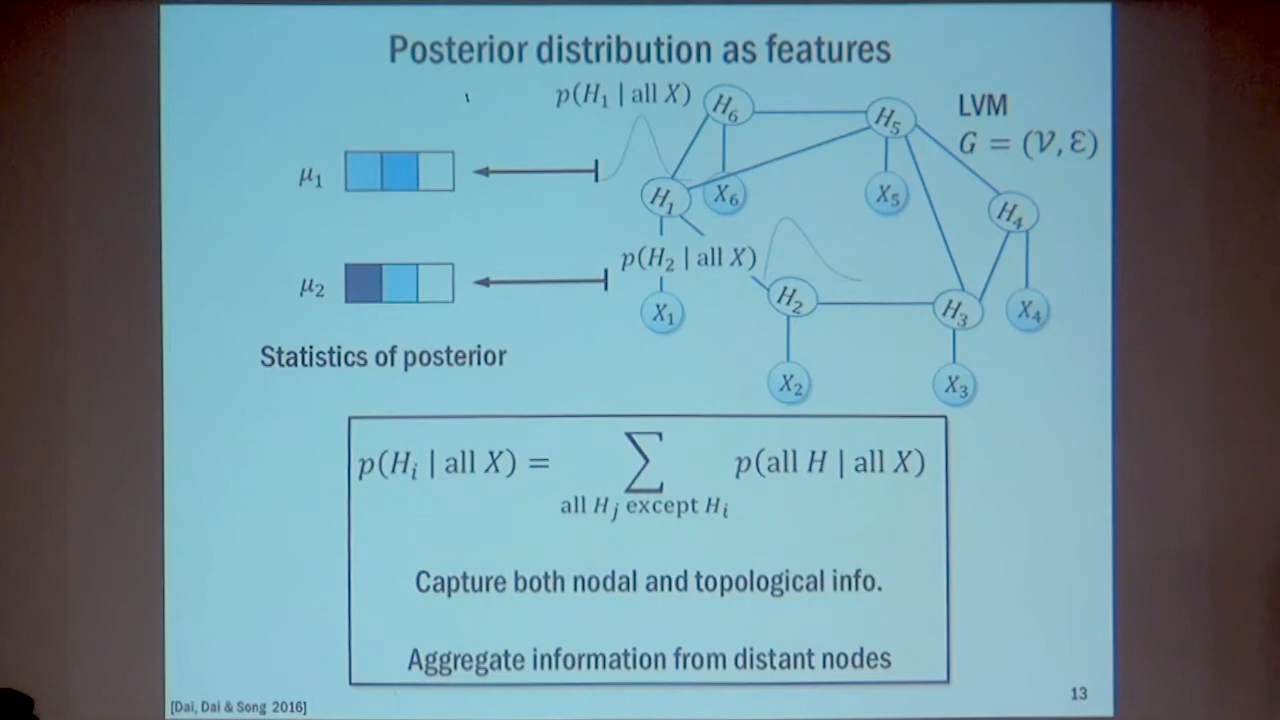 Posterior distribution as features
p(H₁ | all X)
H₆
H₅
LVM
G = (𝒱, ℰ)
μ₁
H₁
X₆
X₅
H₄
p(H₂ | all X)
μ₂
H₂
H₃
X₄
X₁
Statistics of posterior
X₂
X₃
p(Hᵢ | all X) = ∑ p(all H | all X)
all Hⱼ except Hᵢ
Capture both nodal and topological info.
Aggregate information from distant nodes
[Dai, Dai & Song 2016]
13